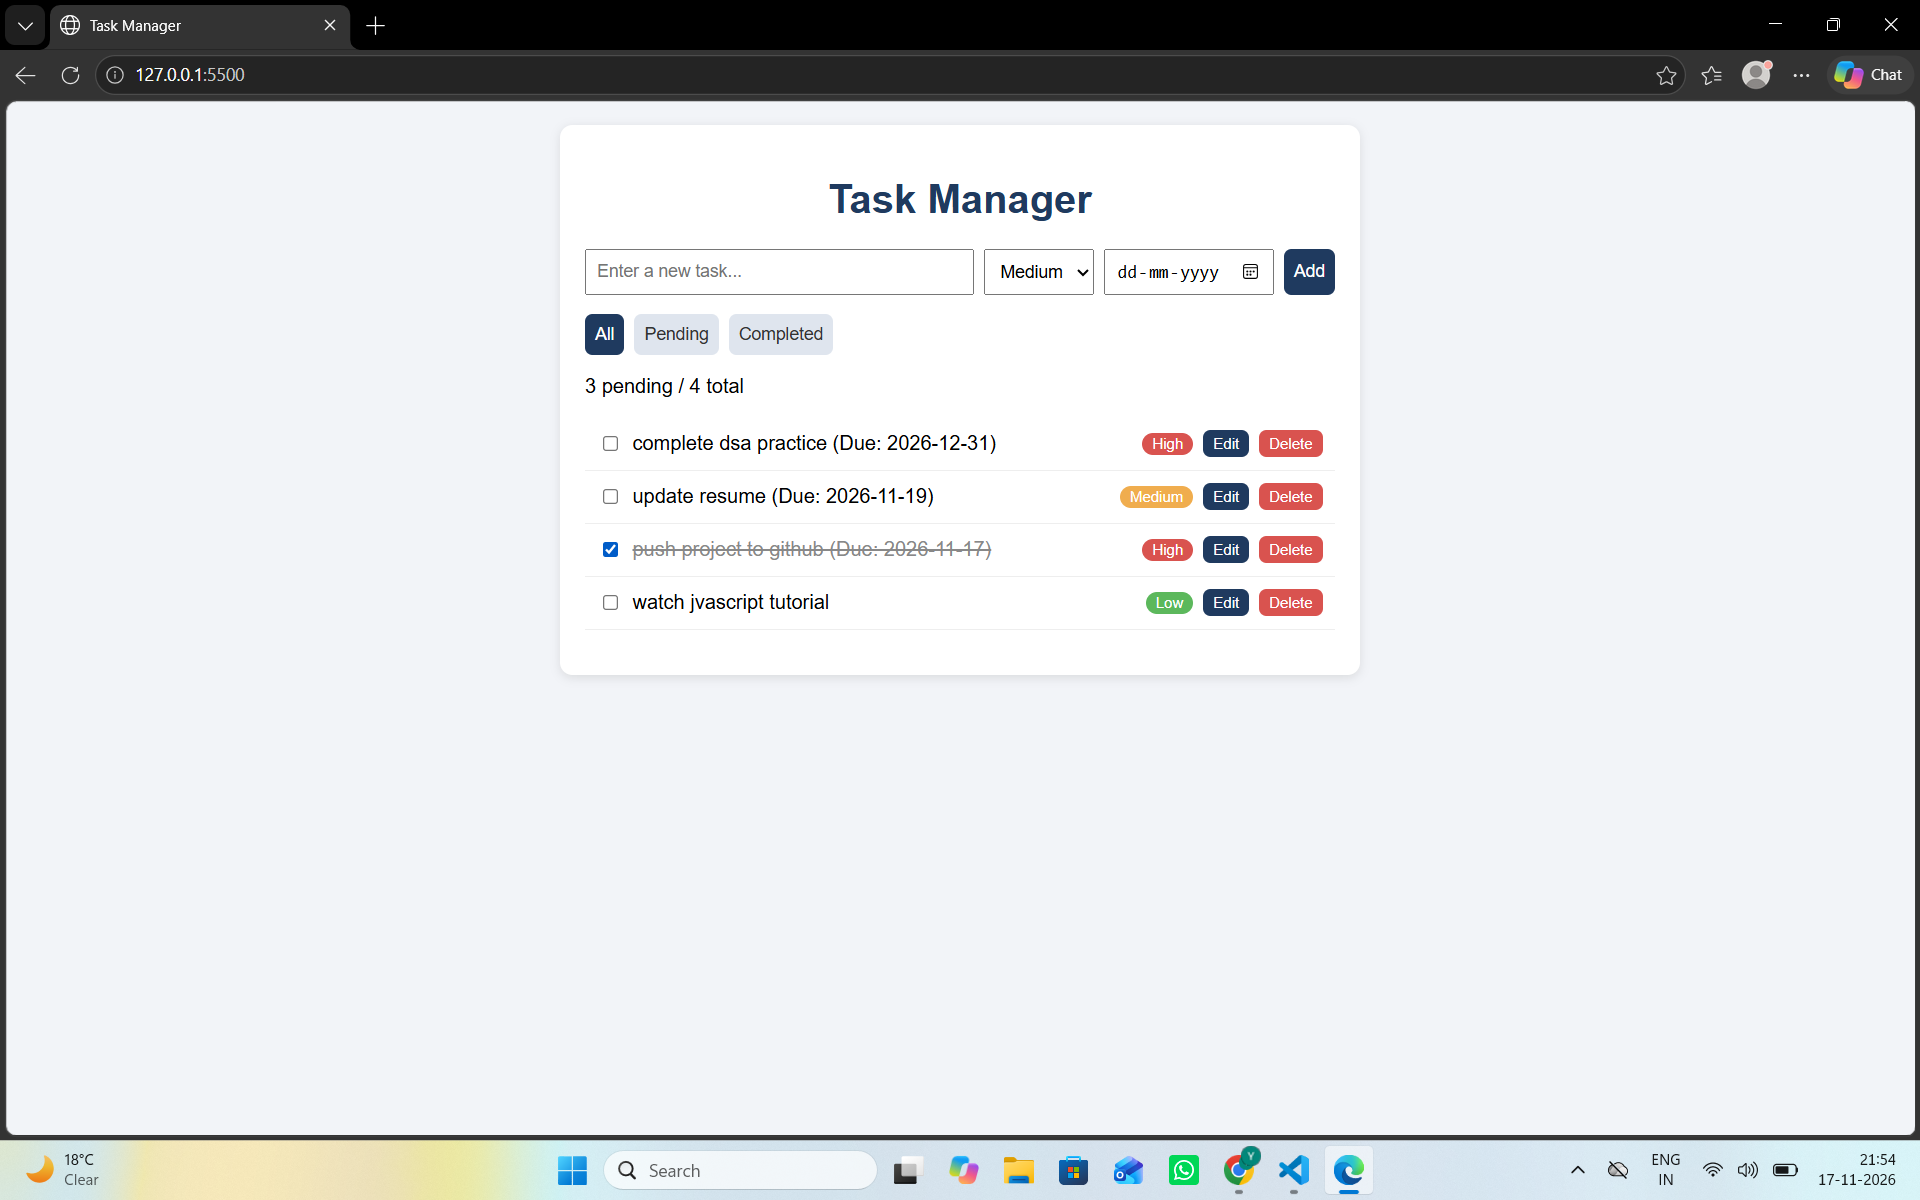 Task Manager
127.0.0.1:5500
Chat
Task Manager
Enter a new task... Medium dd-mm-yyyy Add
All Pending Completed
3 pending / 4 total
complete dsa practice (Due: 2026-12-31) High Edit Delete
update resume (Due: 2026-11-19) Medium Edit Delete
push project to github (Due: 2026-11-17) High Edit Delete
watch jvascript tutorial Low Edit Delete
18°C
Clear
Search
Y
ENG
IN
21:54
17-11-2026